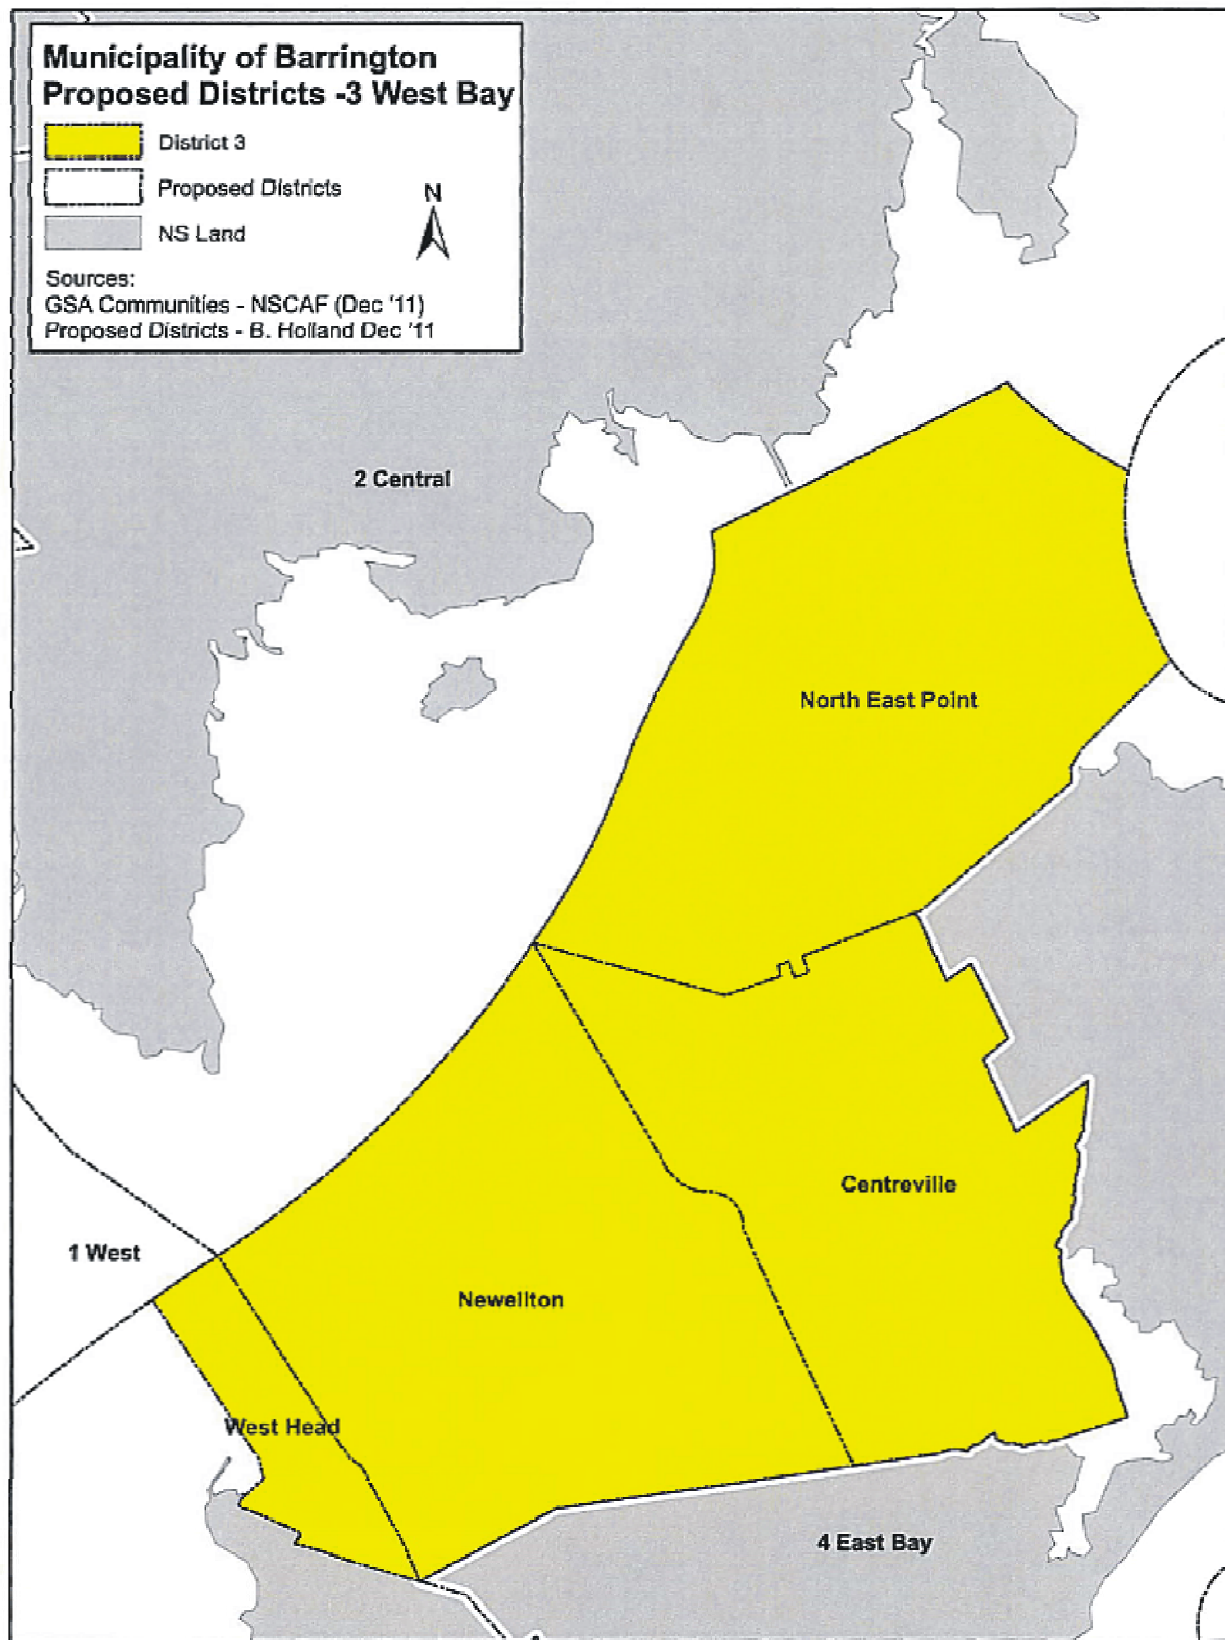 Municipality of Barrington
Proposed Districts -3 West Bay
District 3
Proposed Districts
NS Land
N
Sources:
GSA Communities - NSCAF (Dec '11)
Proposed Districts - B. Holland Dec '11
2 Central
North East Point
Centreville
1 West
Newellton
West Head
4 East Bay